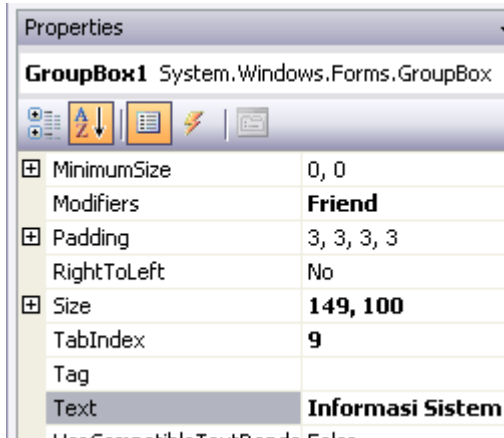 Properties
GroupBox1 System.Windows.Forms.GroupBox
MinimumSize 0, 0
Modifiers Friend
Padding 3, 3, 3, 3
RightToLeft No
Size 149, 100
TabIndex 9
Tag
Text Informasi Sistem